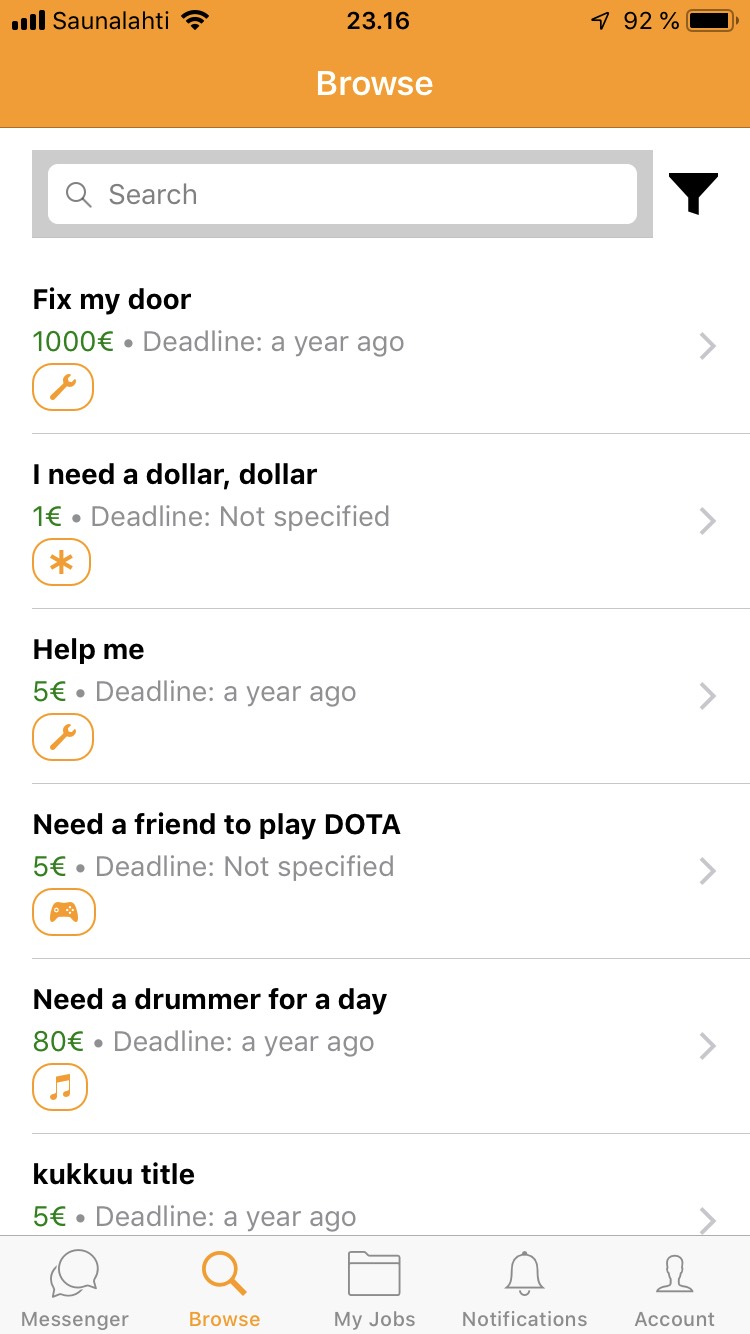 Saunalahti 23.16 92 %
Browse
Search
Fix my door
1000€ • Deadline: a year ago
I need a dollar, dollar
1€ • Deadline: Not specified
Help me
5€ • Deadline: a year ago
Need a friend to play DOTA
5€ • Deadline: Not specified
Need a drummer for a day
80€ • Deadline: a year ago
kukkuu title
5€ • Deadline: a year ago
Messenger Browse My Jobs Notifications Account